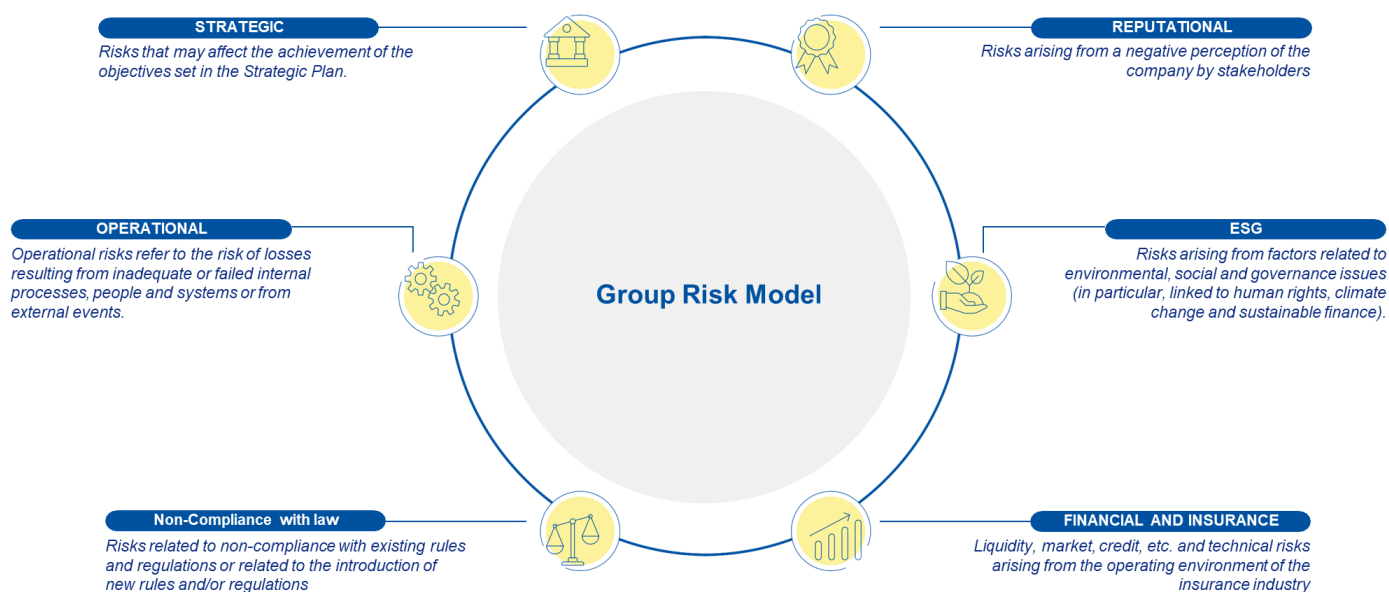 STRATEGIC
Risks that may affect the achievement of the
objectives set in the Strategic Plan.
REPUTATIONAL
Risks arising from a negative perception of the
company by stakeholders
OPERATIONAL
Operational risks refer to the risk of losses
resulting from inadequate or failed internal
processes, people and systems or from
external events.
Group Risk Model
ESG
Risks arising from factors related to
environmental, social and governance issues
(in particular, linked to human rights, climate
change and sustainable finance).
Non-Compliance with law
Risks related to non-compliance with existing rules
and regulations or related to the introduction of
new rules and/or regulations
FINANCIAL AND INSURANCE
Liquidity, market, credit, etc. and technical risks
arising from the operating environment of the
insurance industry